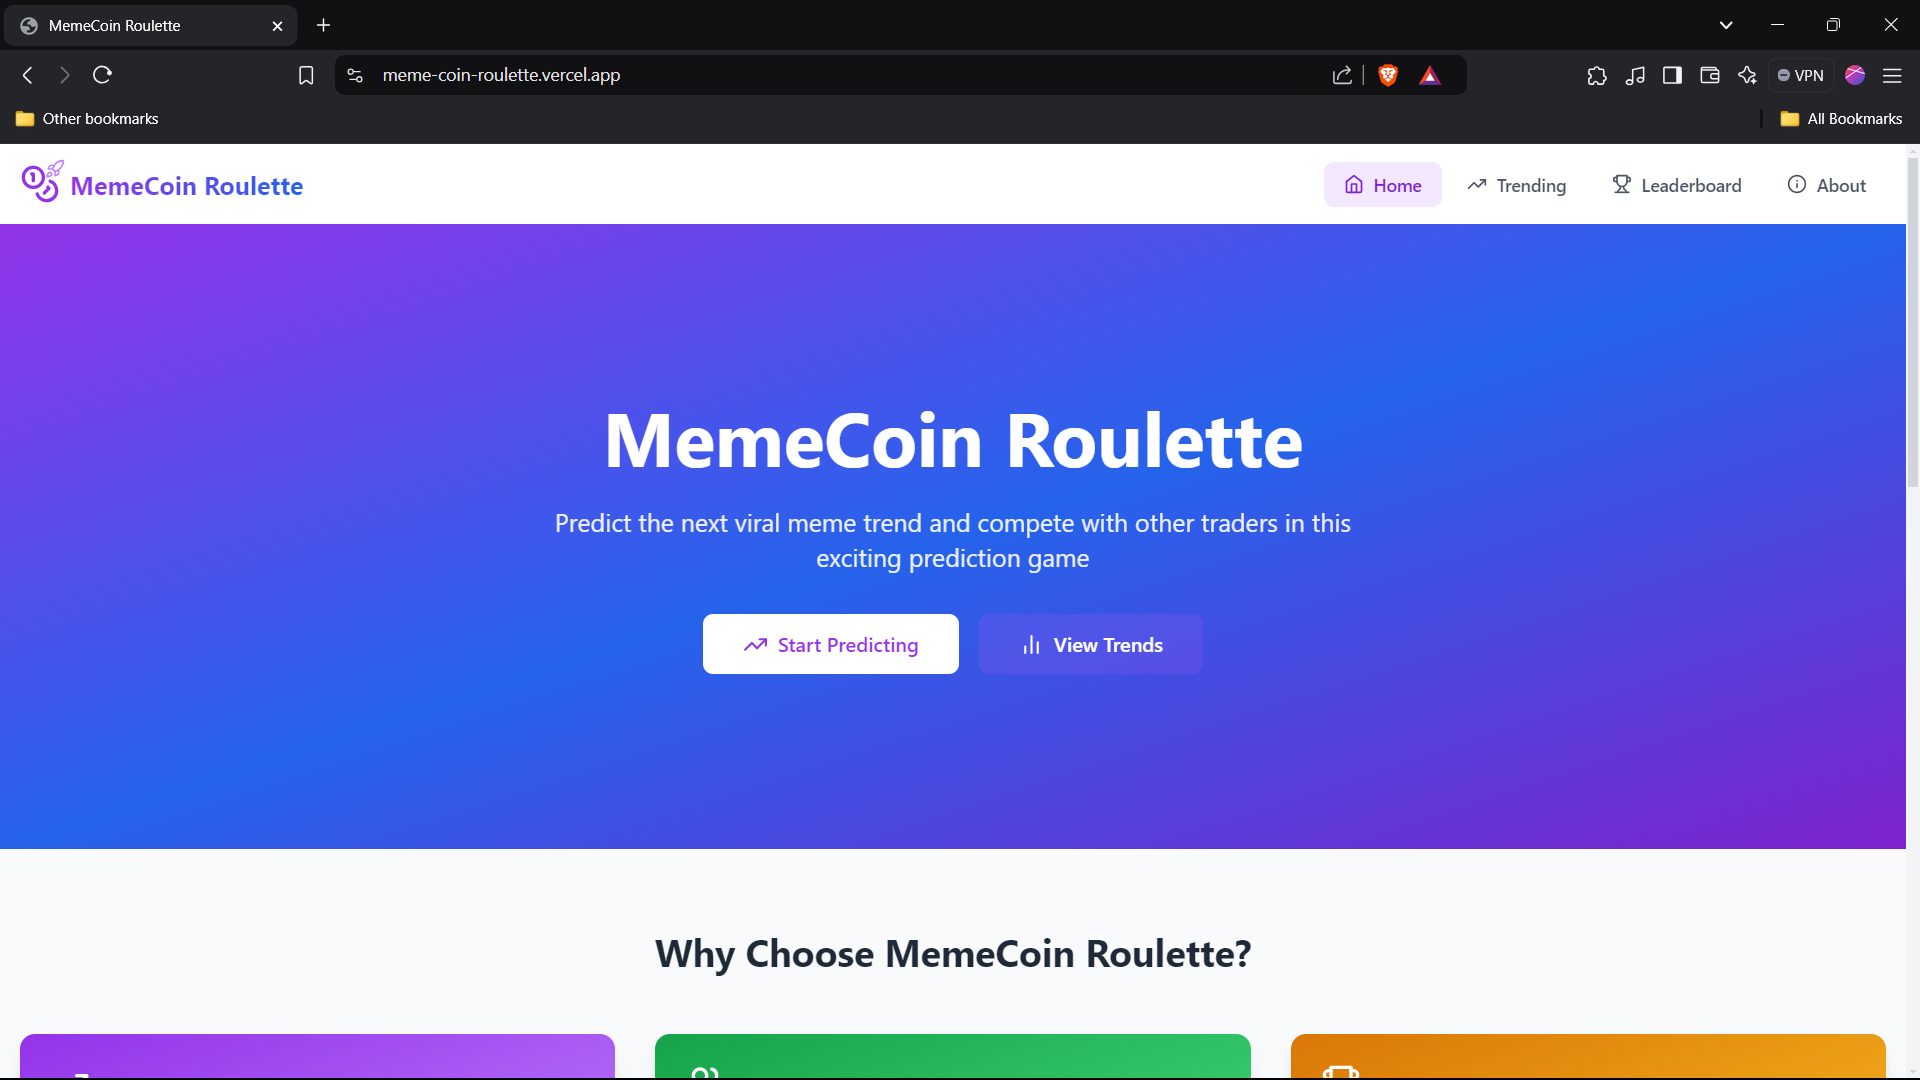 MemeCoin Roulette
meme-coin-roulette.vercel.app
VPN
Other bookmarks
All Bookmarks
MemeCoin Roulette
Home
Trending
Leaderboard
About
MemeCoin Roulette
Predict the next viral meme trend and compete with other traders in this
exciting prediction game
Start Predicting
View Trends
Why Choose MemeCoin Roulette?